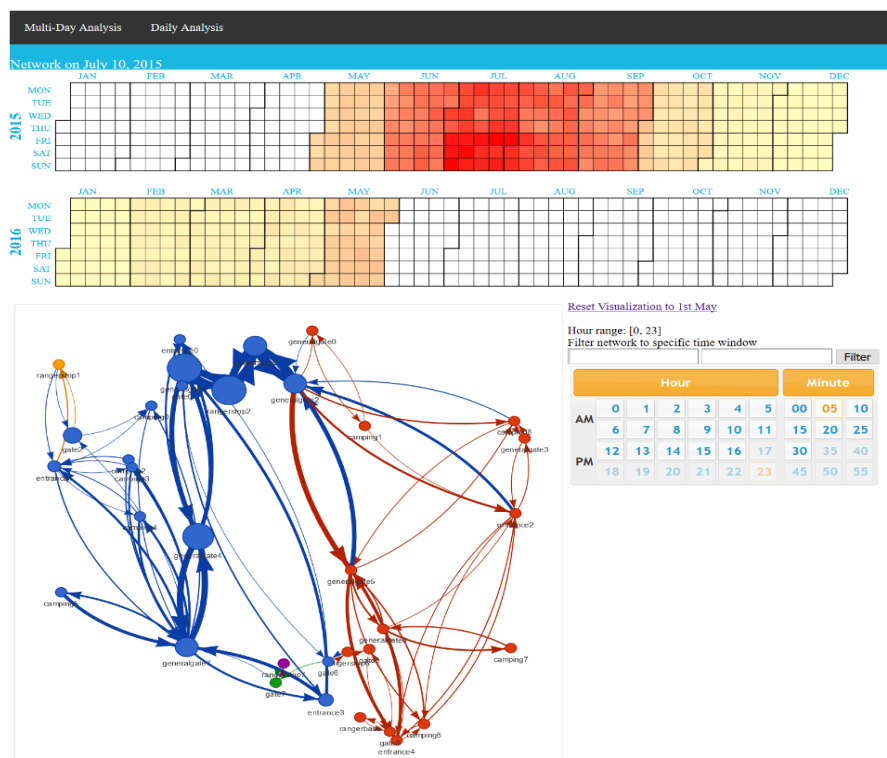 Multi-Day Analysis Daily Analysis
Network on July 10, 2015
JAN FEB MAR APR MAY JUN JUL AUG SEP OCT NOV DEC
2015
MON
TUE
WED
THU
FRI
SAT
SUN
JAN FEB MAR APR MAY JUN JUL AUG SEP OCT NOV DEC
2016
MON
TUE
WED
THU
FRI
SAT
SUN
Reset Visualization to 1st May
Hour range: [0, 23]
Filter network to specific time window
Filter
Hour Minute
AM 0 1 2 3 4 5 00 05 10
6 7 8 9 10 11 15 20 25
PM 12 13 14 15 16 17 30 35 40
18 19 20 21 22 23 45 50 55
generalgate0
rangerstop2
generalgate2
camping1
generalgate3
gate2
entrance2
generalgate4
generalgate5
camping7
gate6
gate7
entrance3
camping6
entrance4